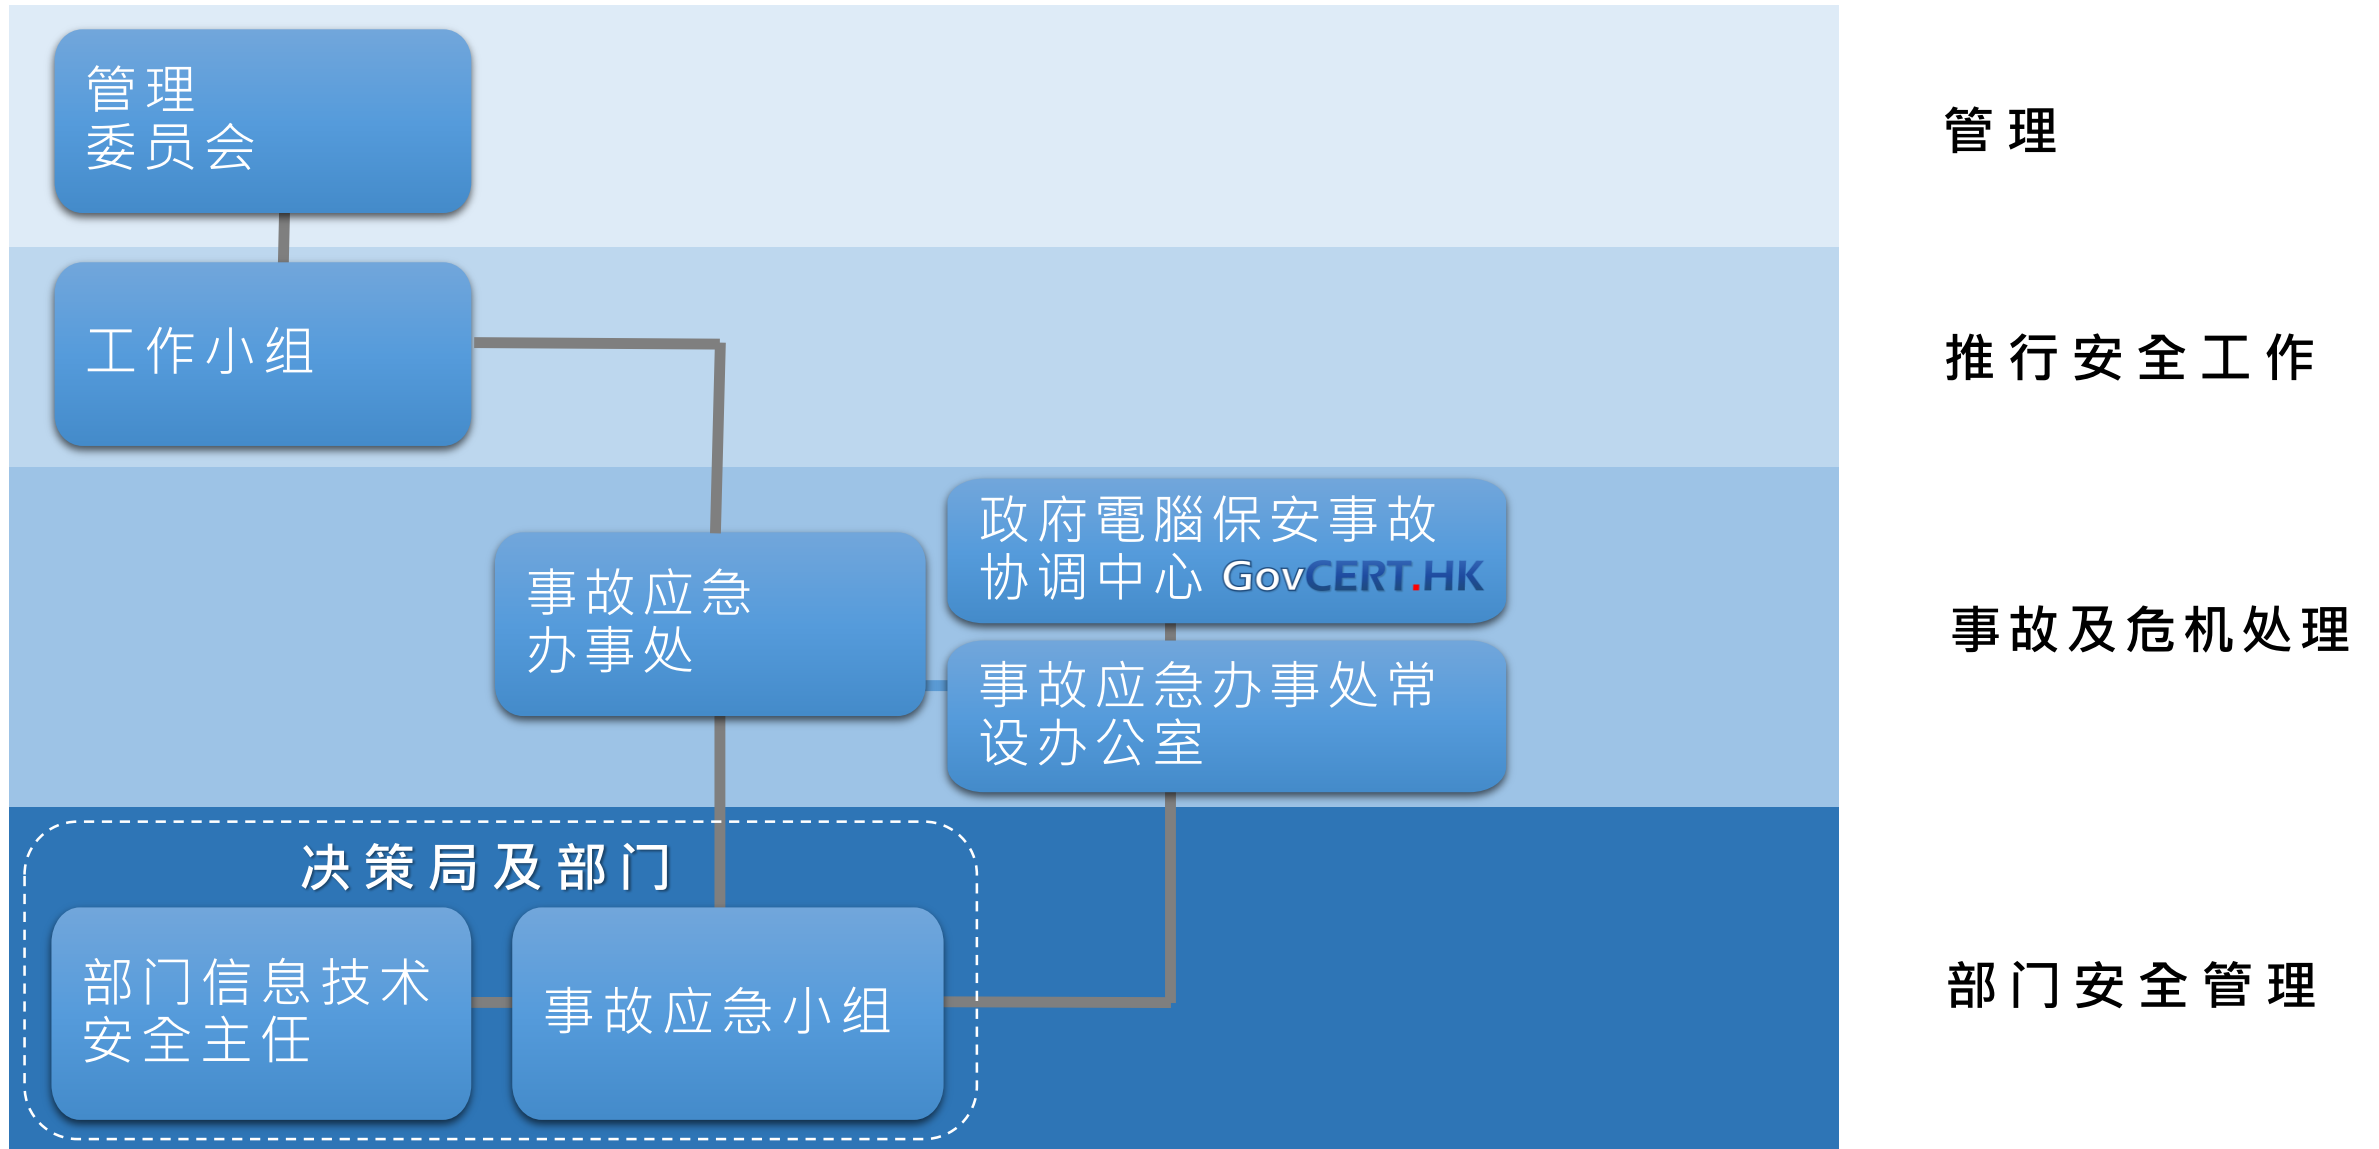 管理
委员会
管理
工作小组
推行安全工作
政府電腦保安事故
协调中心 GovCERT.HK
事故应急
办事处
事故应急办事处常
设办公室
事故及危机处理
决策局及部门
部门信息技术
安全主任
事故应急小组
部门安全管理